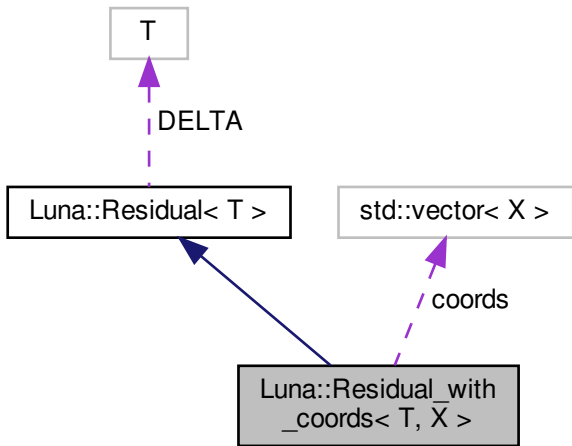 T
DELTA
Luna::Residual< T >
std::vector< X >
coords
Luna::Residual_with
_coords< T, X >